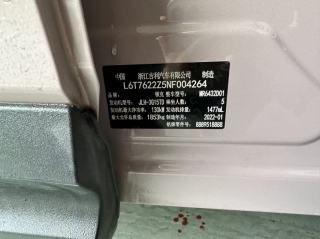 中国 浙江吉利汽车有限公司 制造
L6T7622Z5NF004264
品牌 领克 整车型号 MR6432D01
发动机型号 JLH-3G15TD 乘坐人数 5
发动机最大净功率 130kW 发动机排量 1477mL
最大允许总质量 1853kg 制造年月 2022-01
8889518888